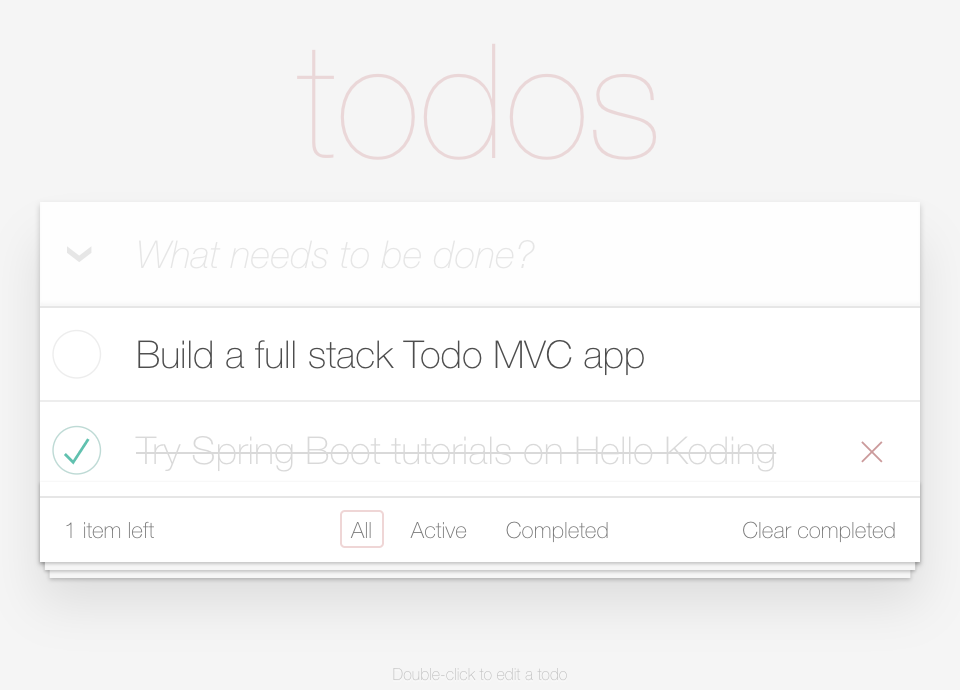 todos
What needs to be done?
Build a full stack Todo MVC app
Try Spring Boot tutorials on Hello Koding
1 item left All Active Completed Clear completed
Double-click to edit a todo